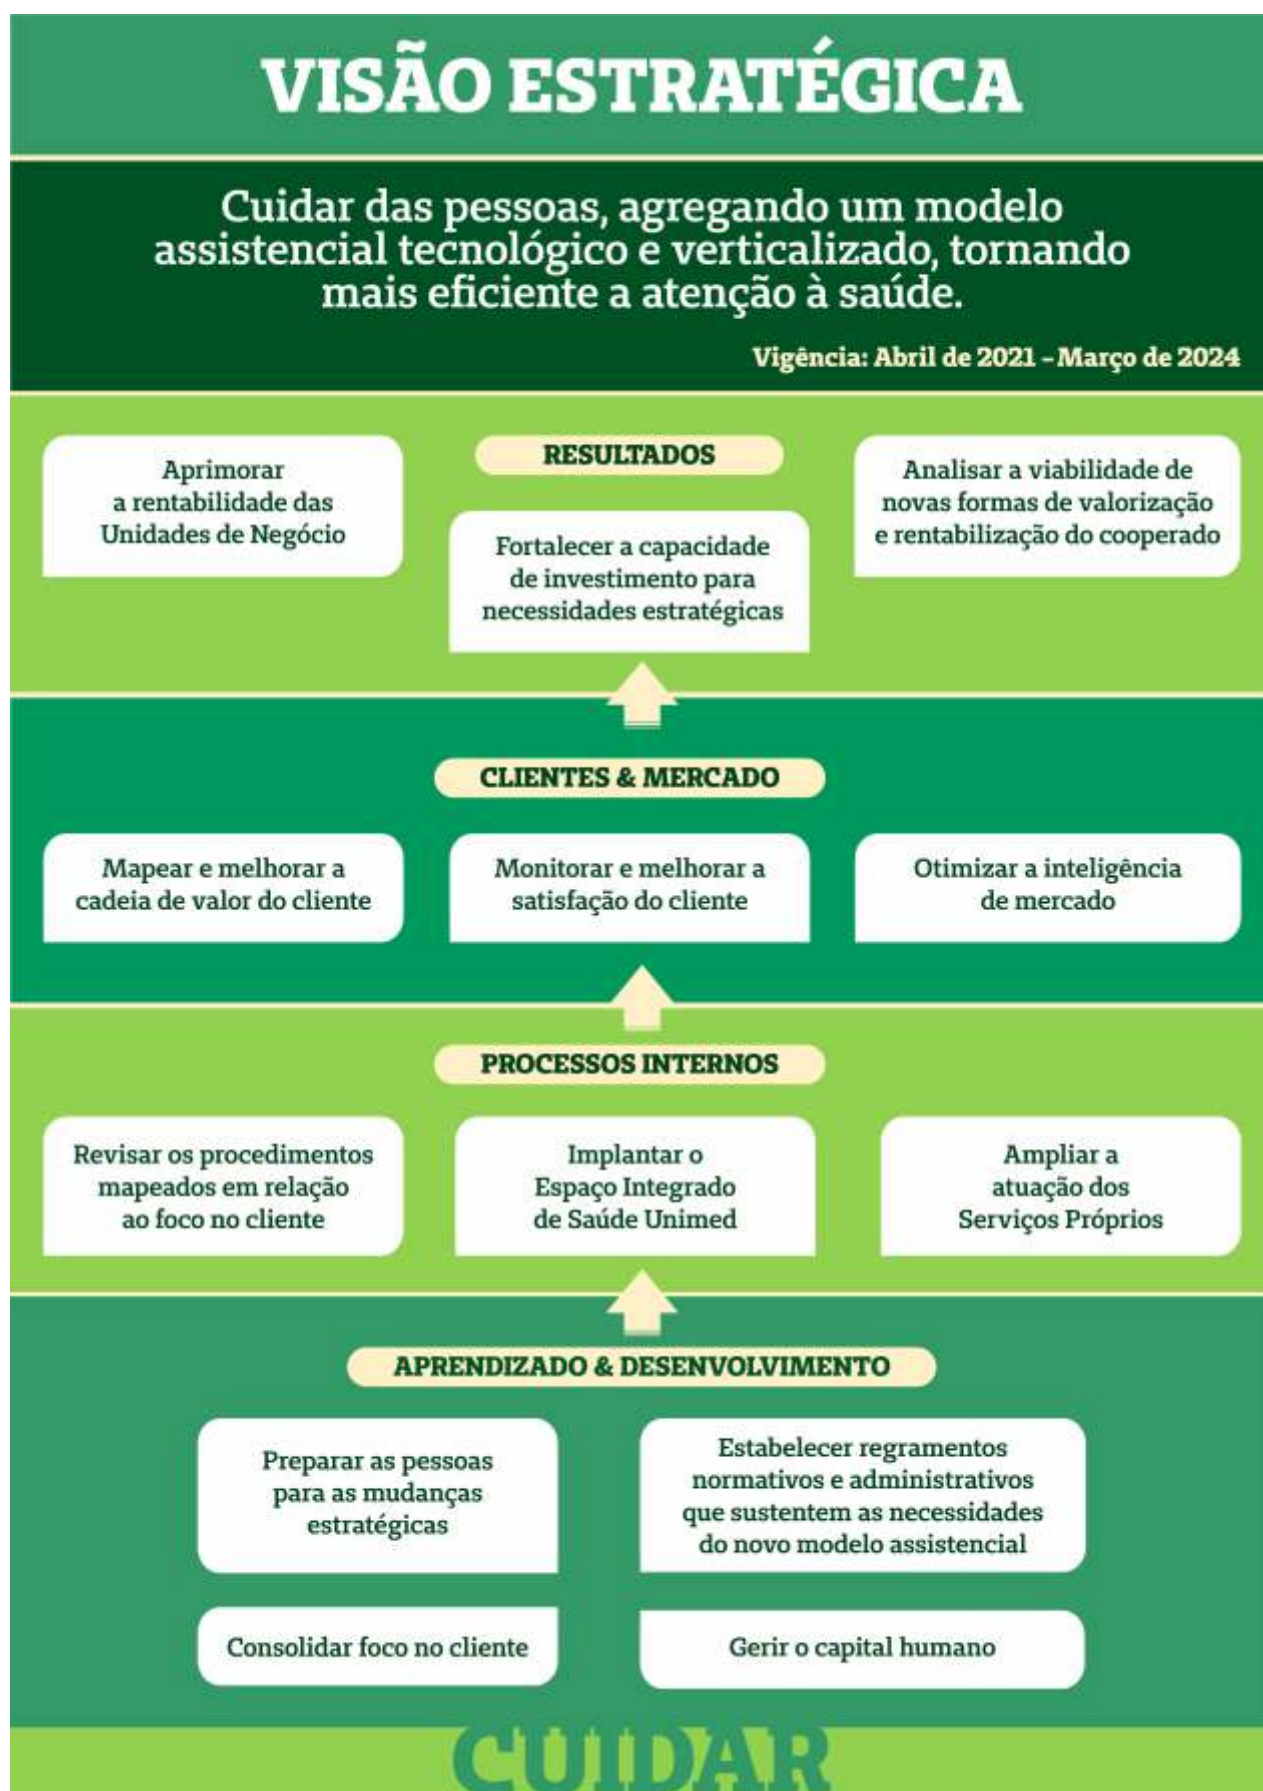 VISÃO ESTRATÉGICA
Cuidar das pessoas, agregando um modelo
assistencial tecnológico e verticalizado, tornando
mais eficiente a atenção à saúde.
Vigência: Abril de 2021 – Março de 2024
RESULTADOS
Aprimorar
a rentabilidade das
Unidades de Negócio
Fortalecer a capacidade
de investimento para
necessidades estratégicas
Analisar a viabilidade de
novas formas de valorização
e rentabilização do cooperado
CLIENTES & MERCADO
Mapear e melhorar a
cadeia de valor do cliente
Monitorar e melhorar a
satisfação do cliente
Otimizar a inteligência
de mercado
PROCESSOS INTERNOS
Revisar os procedimentos
mapeados em relação
ao foco no cliente
Implantar o
Espaço Integrado
de Saúde Unimed
Ampliar a
atuação dos
Serviços Próprios
APRENDIZADO & DESENVOLVIMENTO
Preparar as pessoas
para as mudanças
estratégicas
Estabelecer regramentos
normativos e administrativos
que sustentem as necessidades
do novo modelo assistencial
Consolidar foco no cliente
Gerir o capital humano
CUIDAR